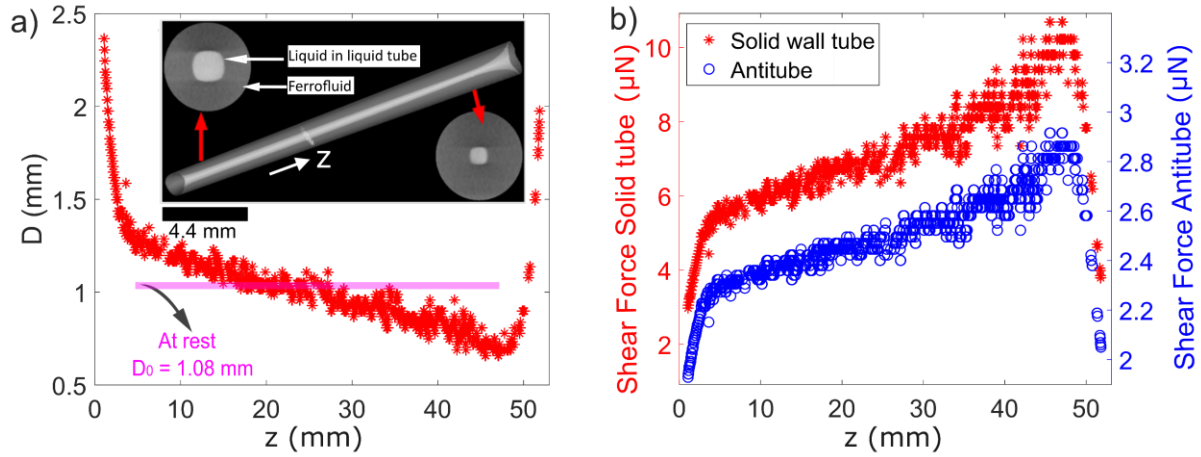 a)
D (mm)
2.5
2
1.5
1
0.5
0
10
20
30
40
50
z (mm)
Liquid in liquid tube
Ferrofluid
Z
4.4 mm
At rest
D₀ = 1.08 mm
b)
Shear Force Solid tube (µN)
10
8
6
4
2
Solid wall tube
Antitube
0
10
20
30
40
50
z (mm)
3.2
3
2.8
2.6
2.4
2.2
2
Shear Force Antitube (µN)